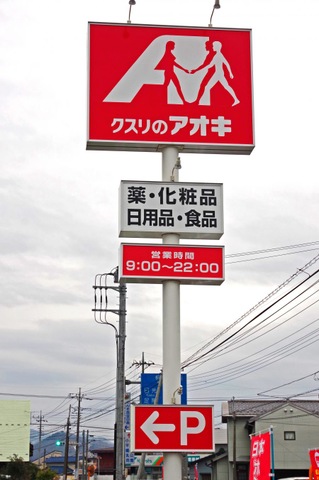 クスリのアオキ
薬・化粧品
日用品・食品
営業時間
9:00〜22:00
←P